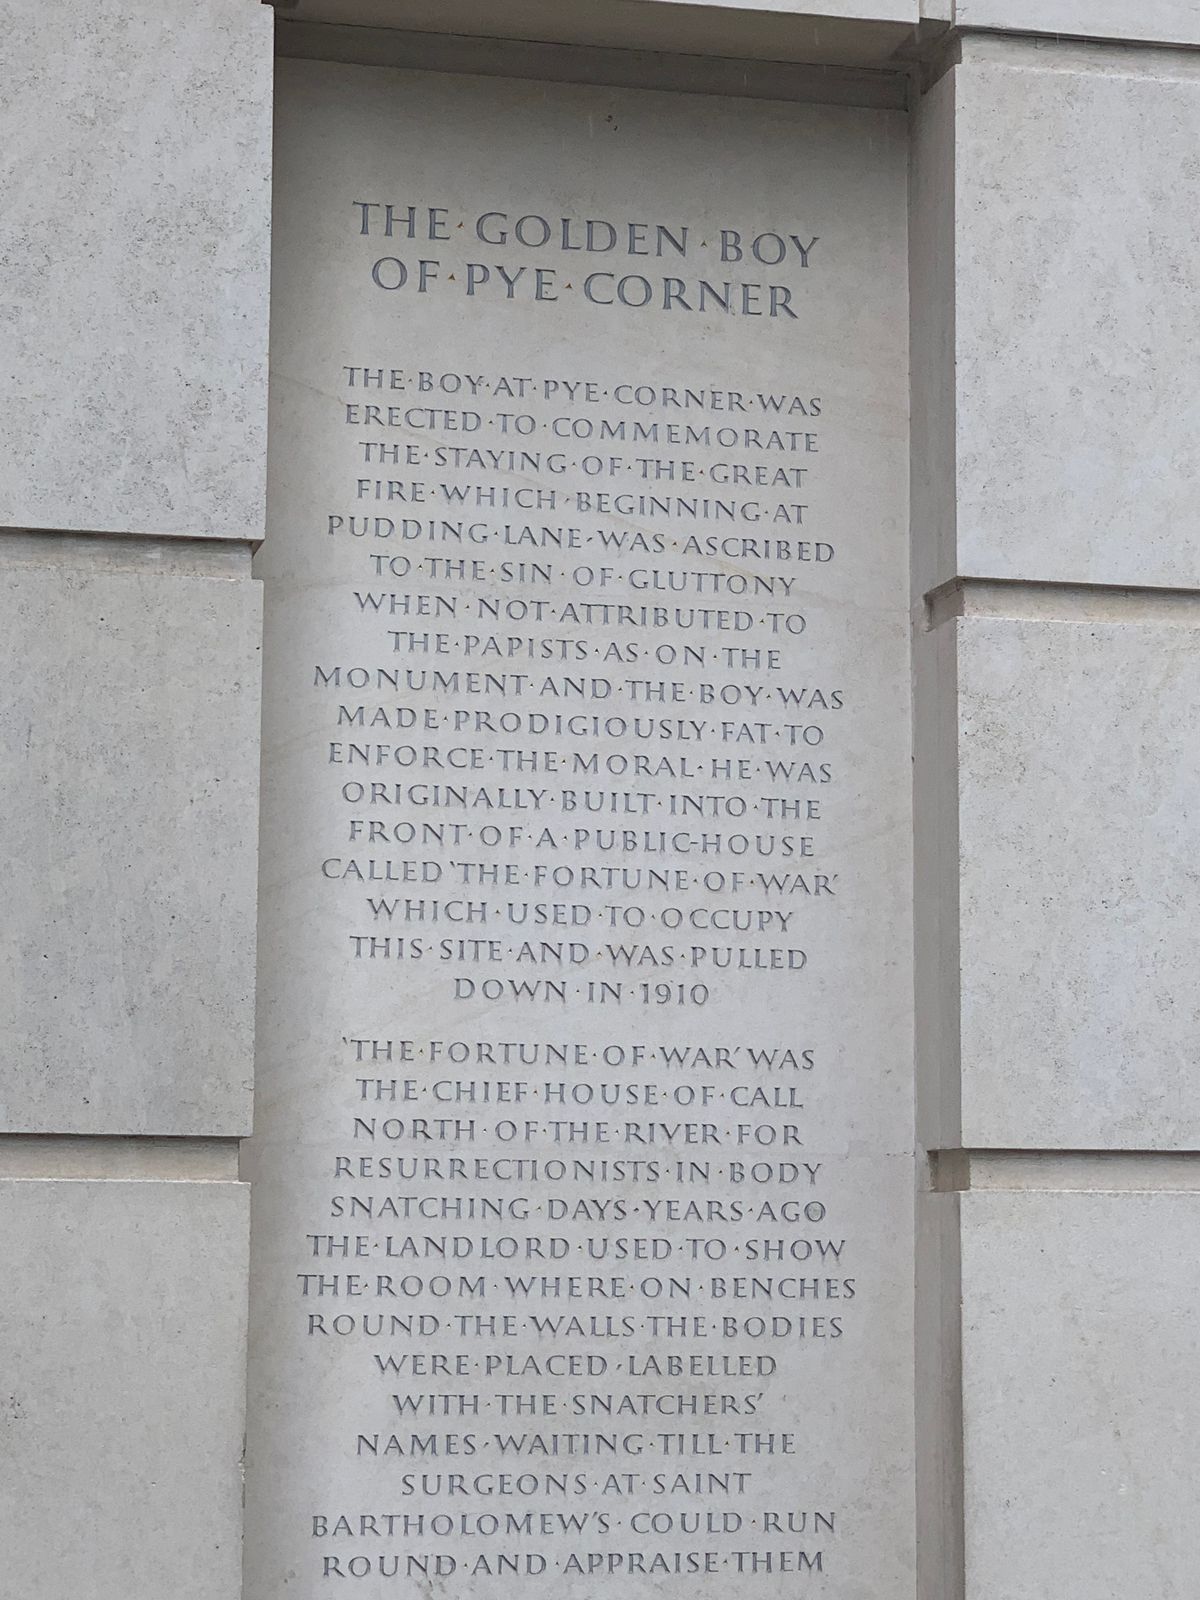 THE·GOLDEN·BOY
OF·PYE·CORNER
THE·BOY·AT·PYE·CORNER·WAS
ERECTED·TO·COMMEMORATE
THE·STAYING·OF·THE·GREAT
FIRE·WHICH·BEGINNING·AT
PUDDING·LANE·WAS·ASCRIBED
TO·THE·SIN·OF·GLUTTONY
WHEN·NOT·ATTRIBUTED·TO
THE·PAPISTS·AS·ON·THE
MONUMENT·AND·THE·BOY·WAS
MADE·PRODIGIOUSLY·FAT·TO
ENFORCE·THE·MORAL·HE·WAS
ORIGINALLY·BUILT·INTO·THE
FRONT·OF·A·PUBLIC-HOUSE
CALLED ‘THE·FORTUNE·OF·WAR’
WHICH·USED·TO·OCCUPY
THIS·SITE·AND·WAS·PULLED
DOWN·IN·1910
‘THE·FORTUNE·OF·WAR’ WAS
THE·CHIEF·HOUSE·OF·CALL
NORTH·OF·THE·RIVER·FOR
RESURRECTIONISTS·IN·BODY
SNATCHING·DAYS·YEARS·AGO
THE·LANDLORD·USED·TO·SHOW
THE·ROOM·WHERE·ON·BENCHES
ROUND·THE·WALLS·THE·BODIES
WERE·PLACED·LABELLED
WITH·THE·SNATCHERS’
NAMES·WAITING·TILL·THE
SURGEONS·AT·SAINT
BARTHOLOMEW’S·COULD·RUN
ROUND·AND·APPRAISE·THEM